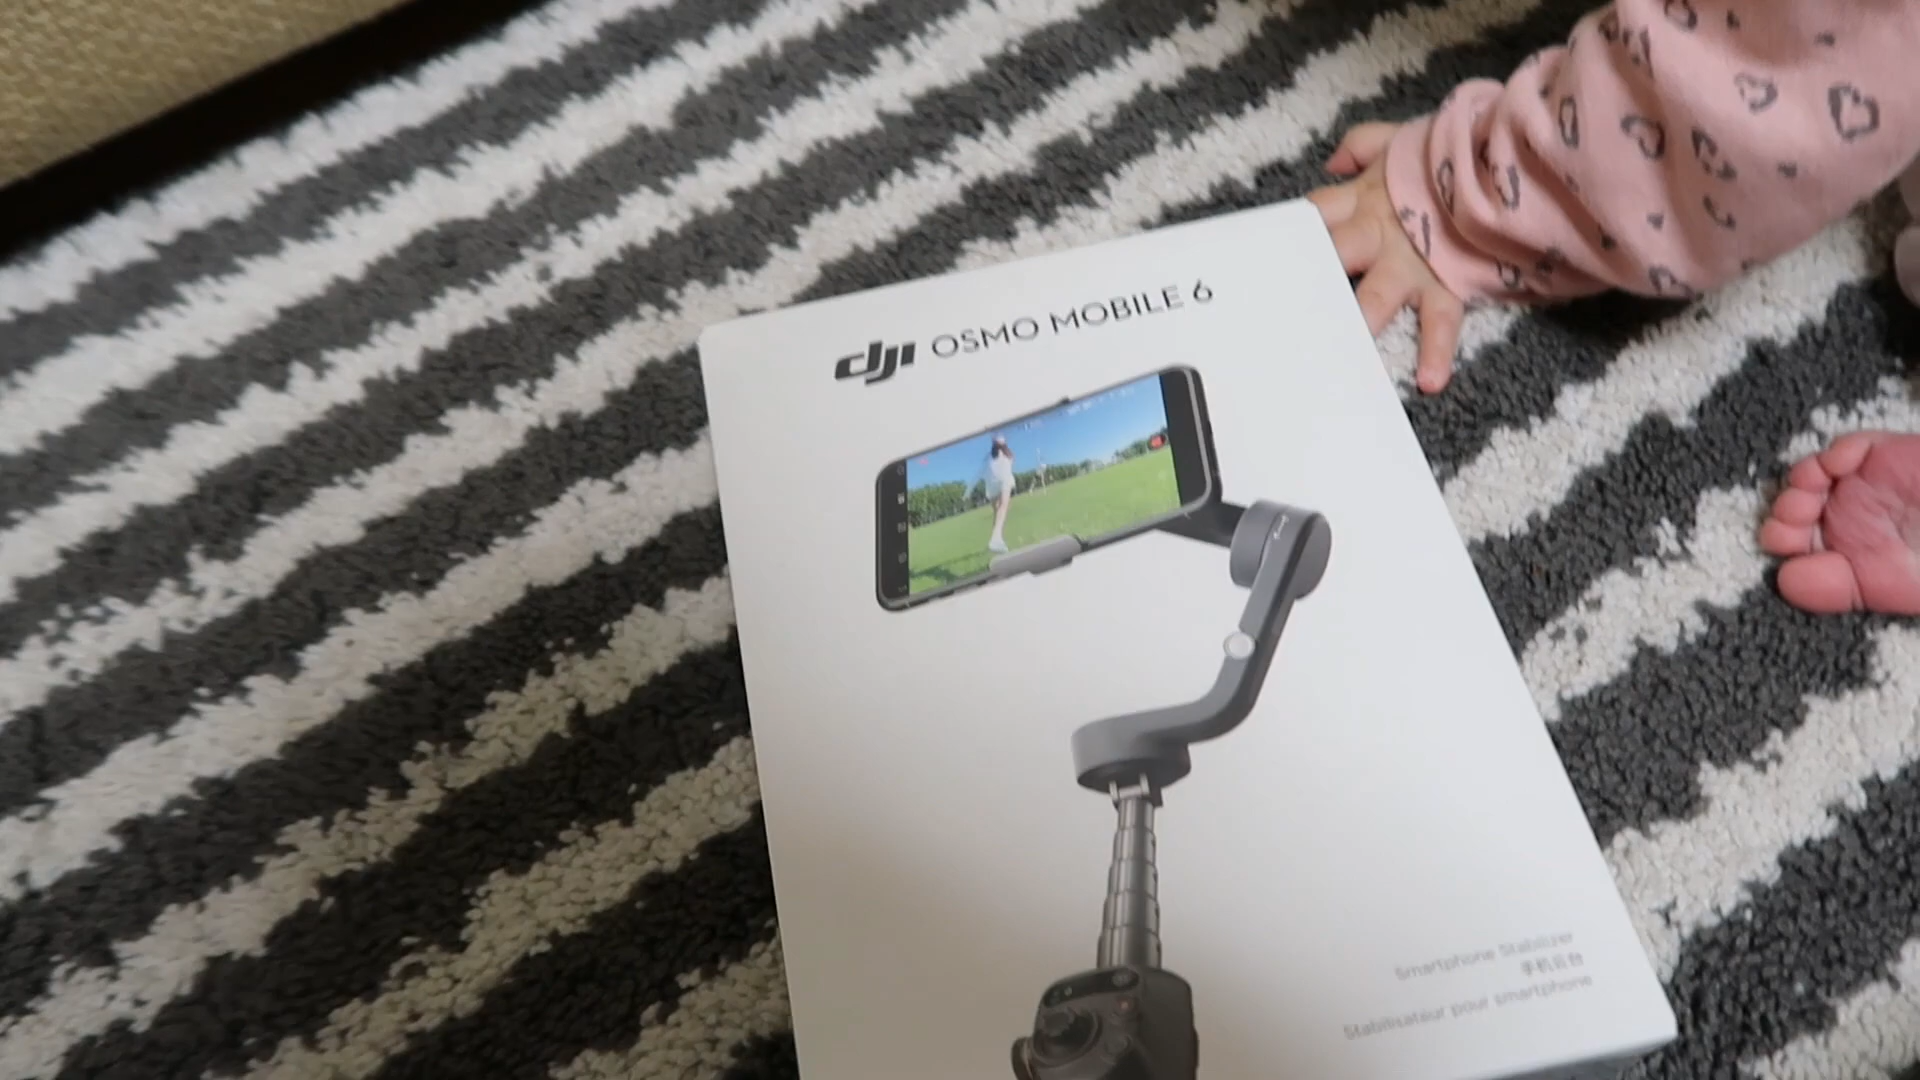 dji OSMO MOBILE 6
Smartphone Stabilizer
手机云台
Stabilisateur pour smartphone